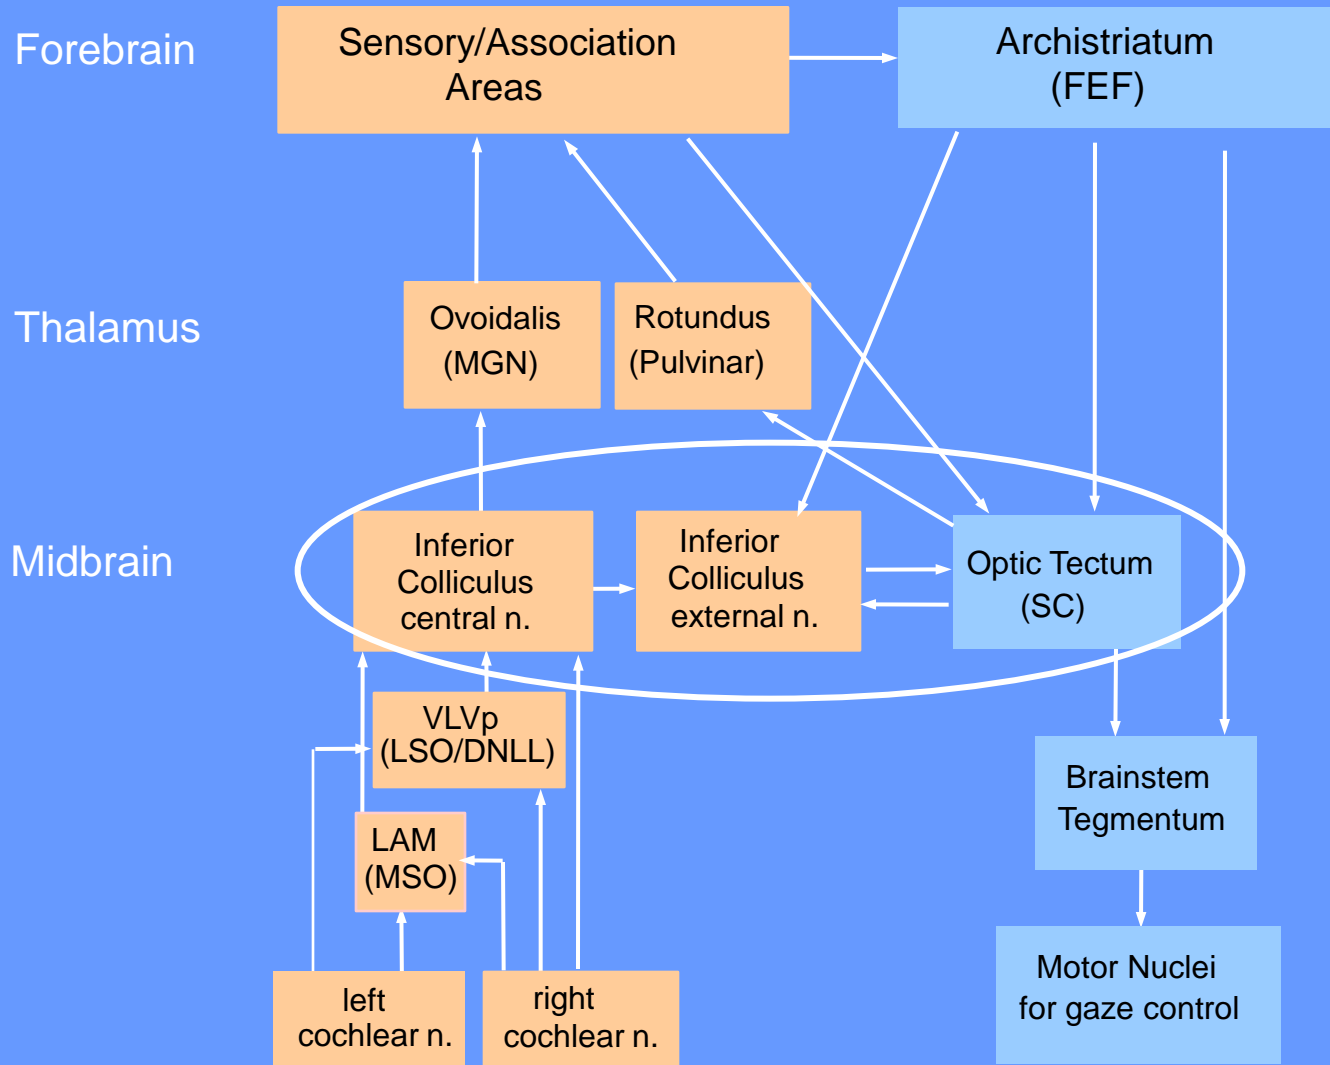 Forebrain
Sensory/Association
Areas
Archistriatum
(FEF)
Thalamus
Ovoidalis
(MGN)
Rotundus
(Pulvinar)
Midbrain
Inferior
Colliculus
central n.
Inferior
Colliculus
external n.
Optic Tectum
(SC)
VLVp
(LSO/DNLL)
Brainstem
Tegmentum
LAM
(MSO)
left
cochlear n.
right
cochlear n.
Motor Nuclei
for gaze control